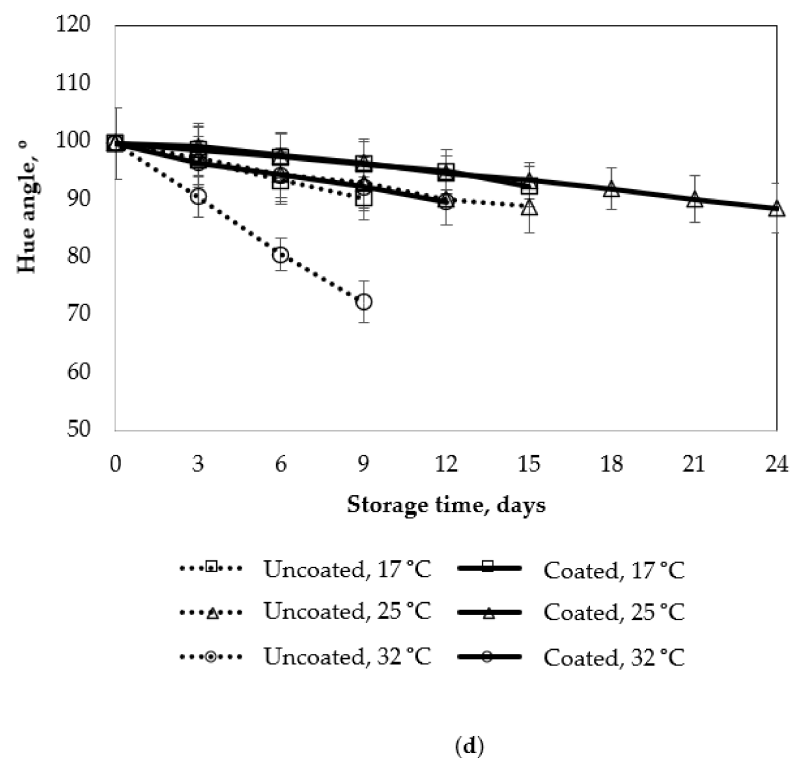 120
110
100
90
80
70
60
50
Hue angle, º
0 3 6 9 12 15 18 21 24
Storage time, days
Uncoated, 17 °C Coated, 17 °C
Uncoated, 25 °C Coated, 25 °C
Uncoated, 32 °C Coated, 32 °C
(d)